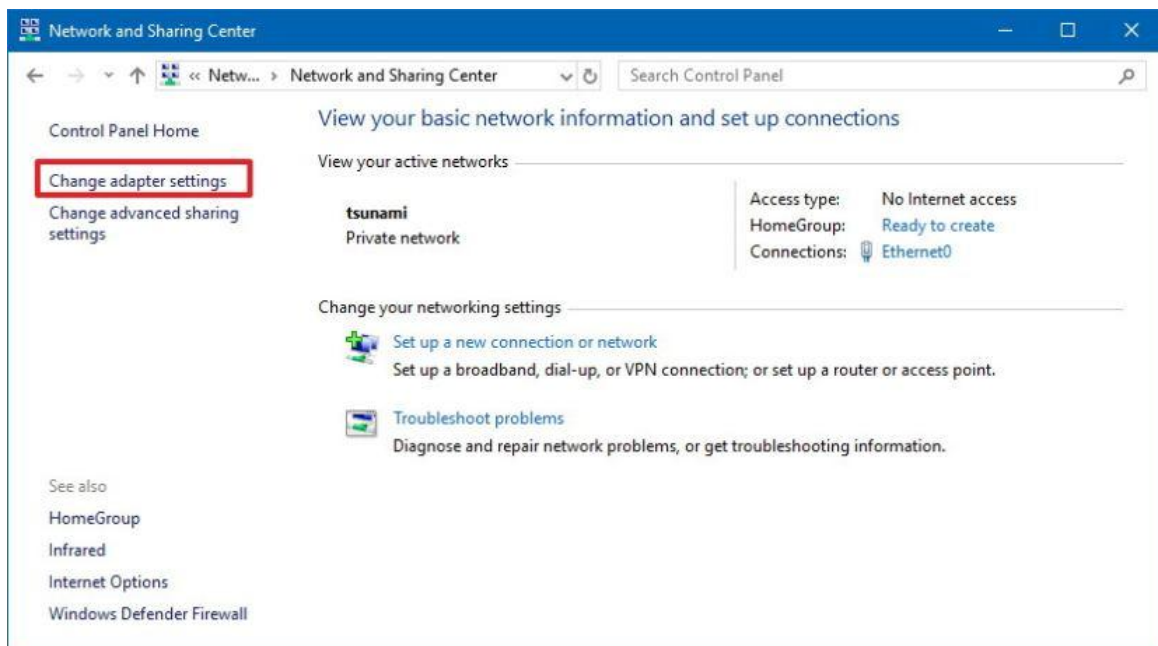 Network and Sharing Center
« Netw... › Network and Sharing Center
Search Control Panel
Control Panel Home
Change adapter settings
Change advanced sharing
settings
View your basic network information and set up connections
View your active networks
tsunami
Private network
Access type: No Internet access
HomeGroup: Ready to create
Connections: Ethernet0
Change your networking settings
Set up a new connection or network
Set up a broadband, dial-up, or VPN connection; or set up a router or access point.
Troubleshoot problems
Diagnose and repair network problems, or get troubleshooting information.
See also
HomeGroup
Infrared
Internet Options
Windows Defender Firewall